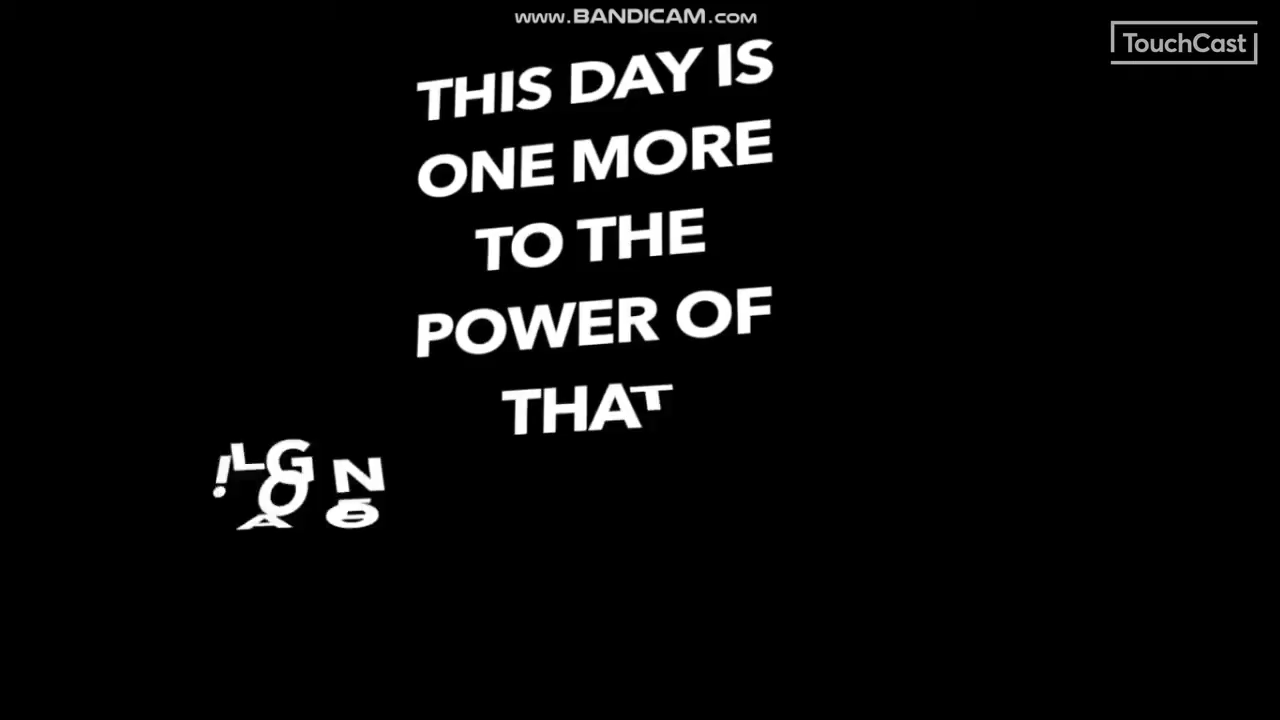 www.BANDICAM.com
TouchCast
THIS DAY IS
ONE MORE
TO THE
POWER OF
THAT